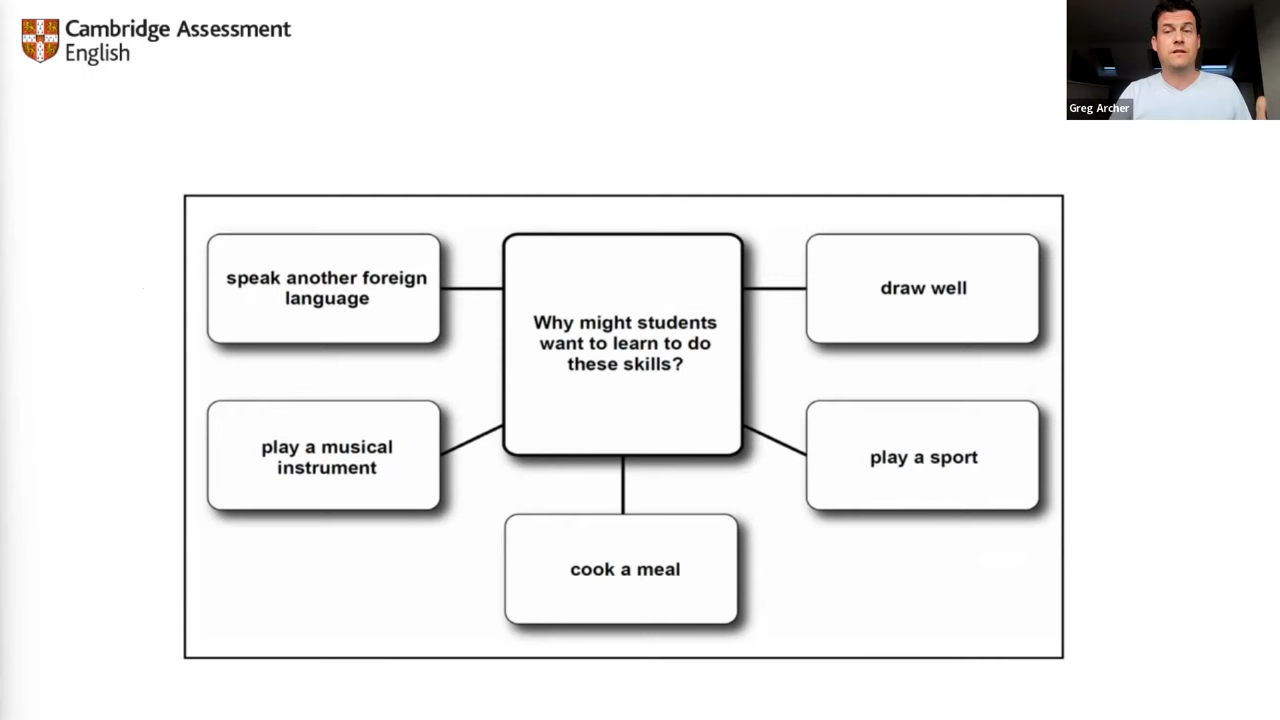 Cambridge Assessment
English
Greg Archer
speak another foreign
language
Why might students
want to learn to do
these skills?
draw well
play a musical
instrument
play a sport
cook a meal